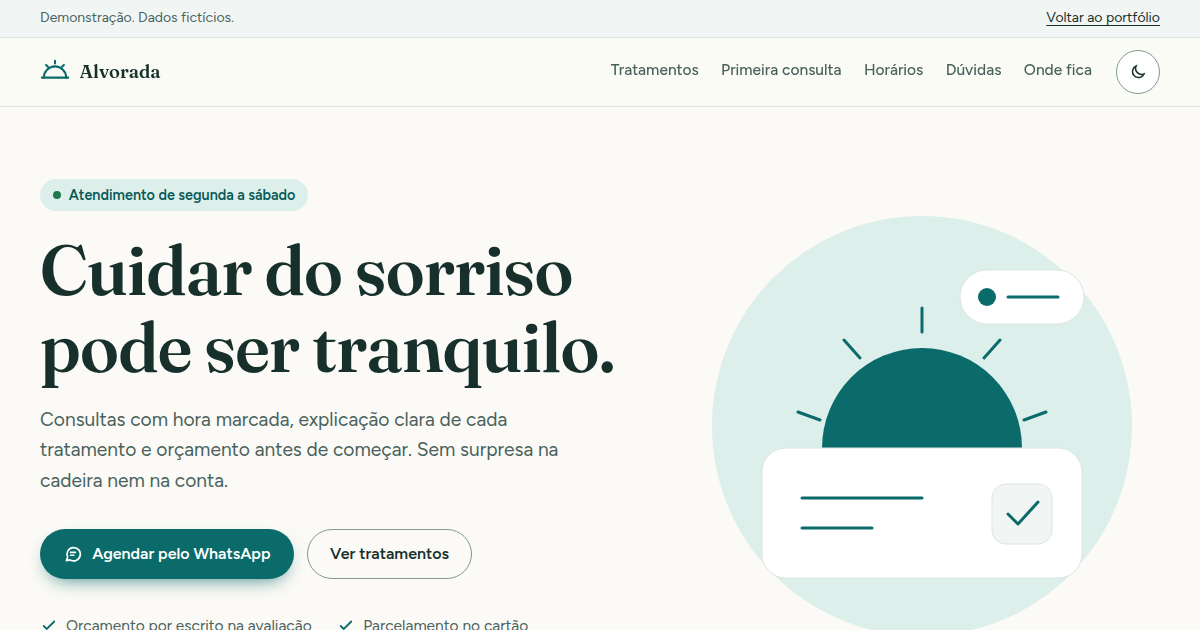 Demonstração. Dados fictícios.
Voltar ao portfólio
Alvorada
Tratamentos
Primeira consulta
Horários
Dúvidas
Onde fica
Atendimento de segunda a sábado
Cuidar do sorriso
pode ser tranquilo.
Consultas com hora marcada, explicação clara de cada
tratamento e orçamento antes de começar. Sem surpresa na
cadeira nem na conta.
Agendar pelo WhatsApp
Ver tratamentos
Orçamento por escrito na avaliação
Parcelamento no cartão